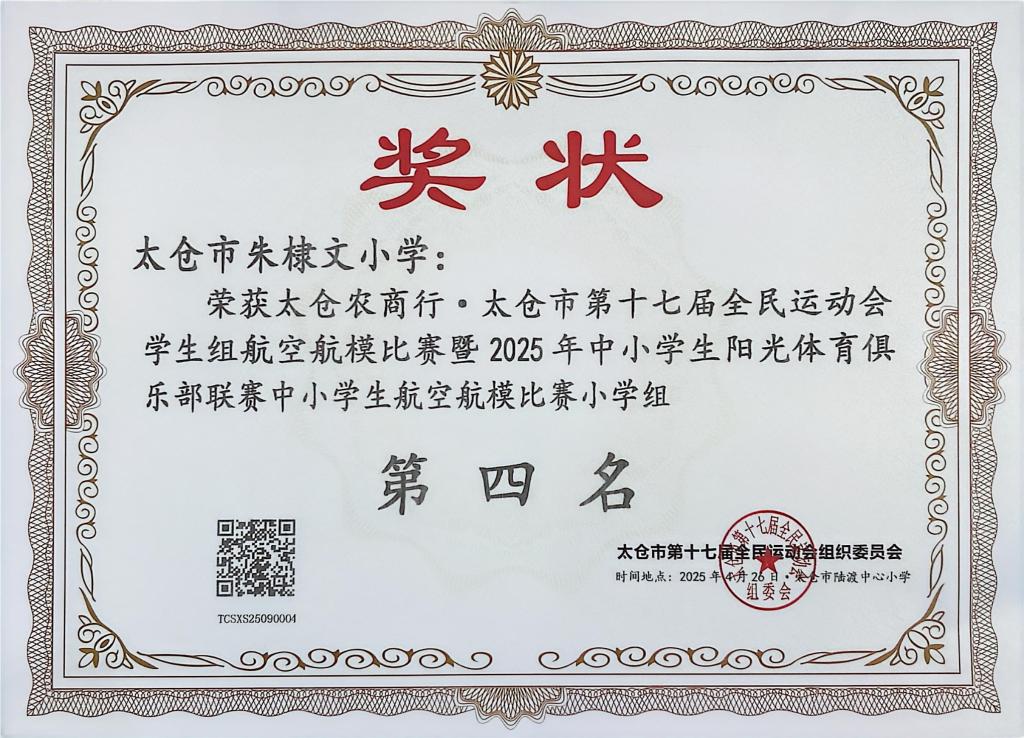 奖状
太仓市朱棣文小学：
荣获太仓农商行·太仓市第十七届全民运动会
学生组航空航模比赛暨2025年中小学生阳光体育俱
乐部联赛中小学生航空航模比赛小学组
第四名
太仓市第十七届全民运动会组织委员会
时间地点：2025年4月26日·太仓市陆渡中心小学
组委会
TCSXS25090004